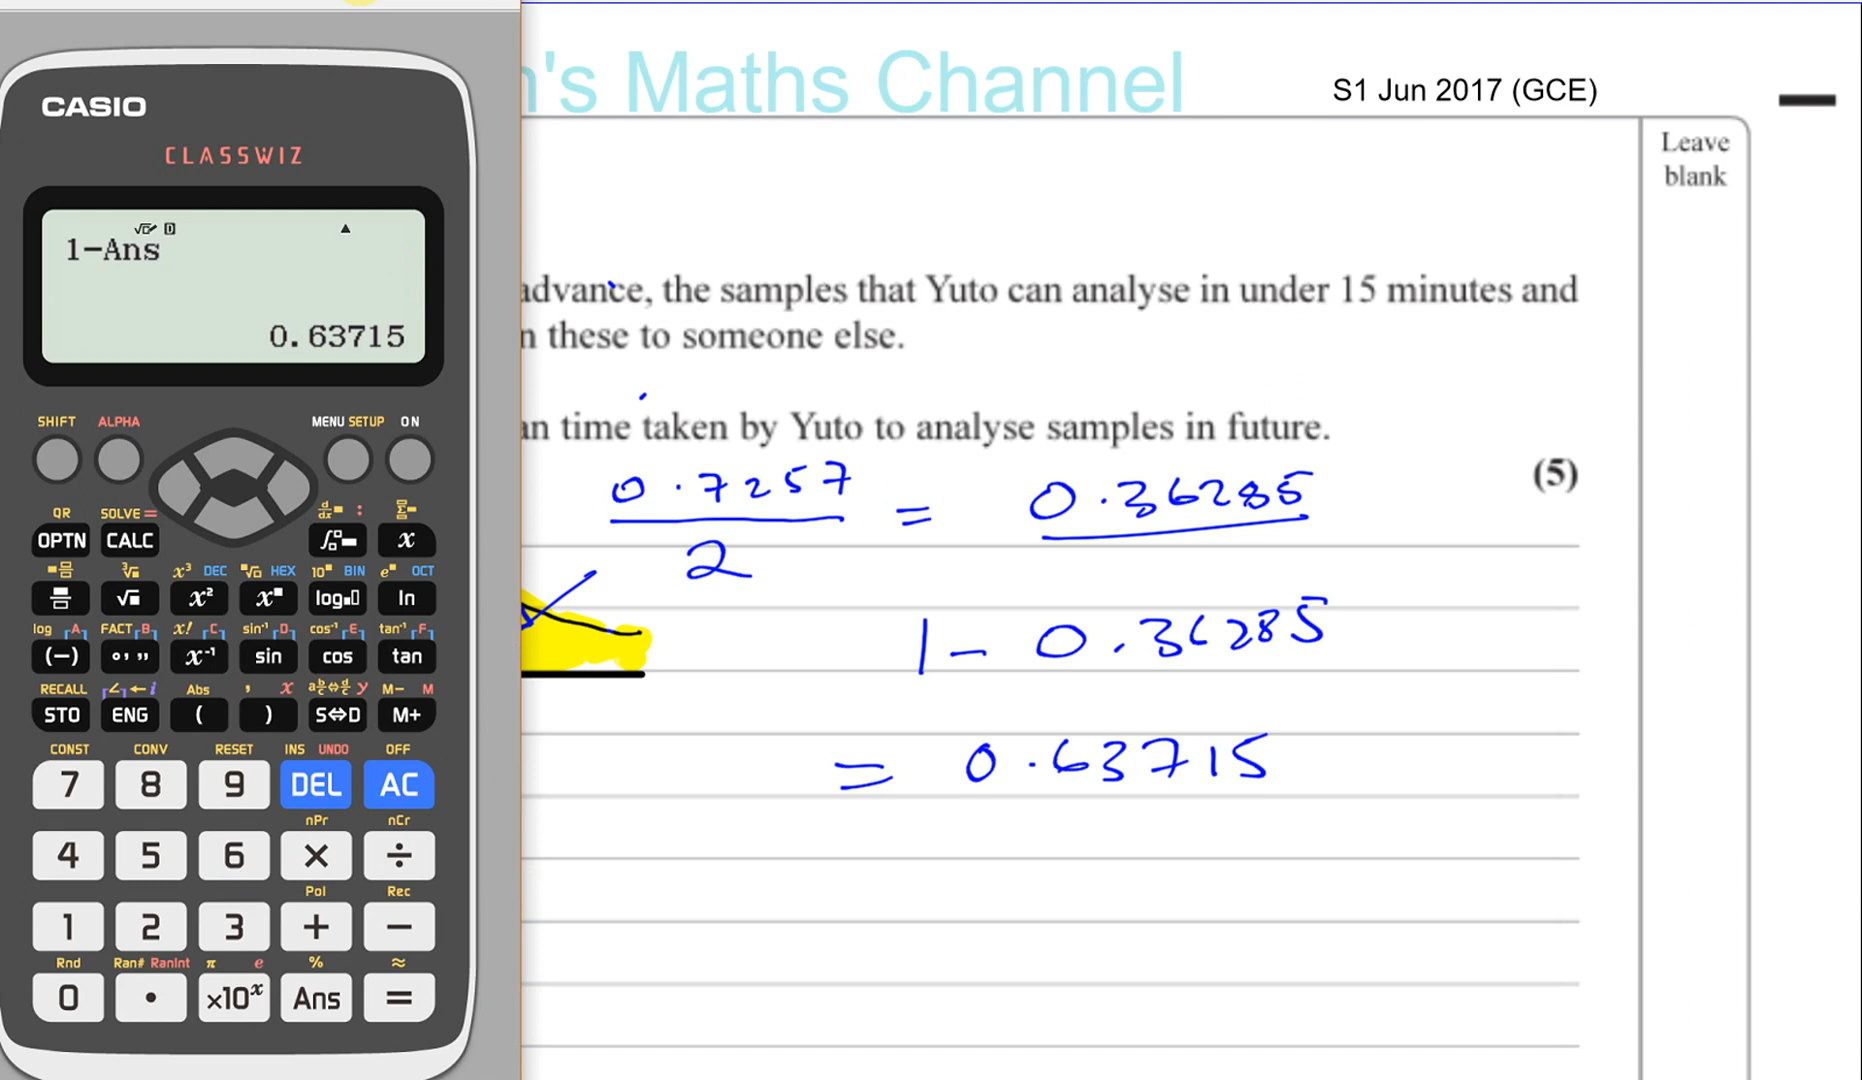 CASIO
CLASSWIZ
1-Ans
0.63715
SHIFT ALPHA MENU SETUP ON
QR SOLVE =
OPTN CALC x
x³ DEC HEX 10 BIN e OCT
x² log ln
log A FACT B x! C sin⁻¹ D cos⁻¹ E tan⁻¹ F
(−) x⁻¹ sin cos tan
RECALL i Abs , x y M− M
STO ENG ( ) S⇔D M+
CONST CONV RESET INS UNDO OFF
7 8 9 DEL AC
nPr nCr
4 5 6 × ÷
Pol Rec
1 2 3 + −
Rnd Ran# RanInt π e % ≈
0 . ×10ˣ Ans =
n's Maths Channel
S1 Jun 2017 (GCE)
Leave
blank
advance, the samples that Yuto can analyse in under 15 minutes and
n these to someone else.
an time taken by Yuto to analyse samples in future.
(5)
0.7257
2
= 0.36285
1 - 0.36285
= 0.63715